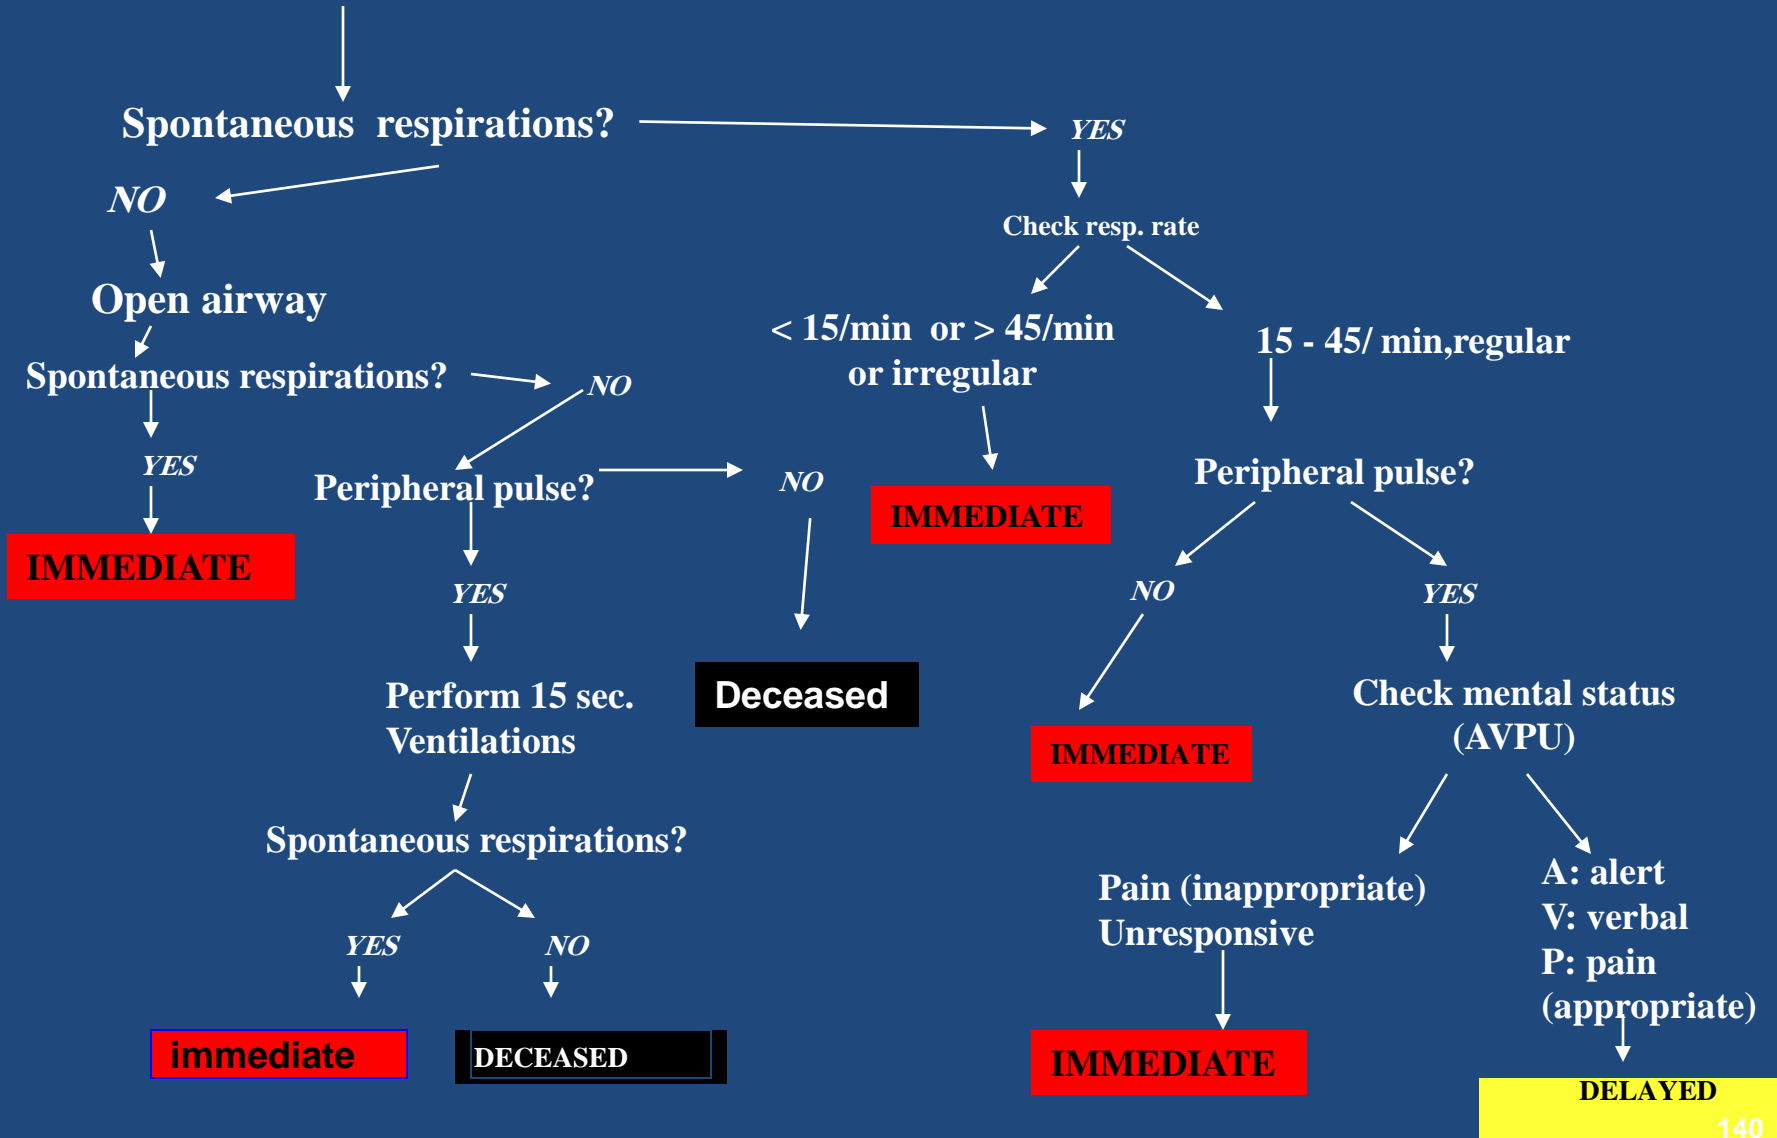 Spontaneous respirations?
YES
NO
Check resp. rate
Open airway
< 15/min or > 45/min
or irregular
15 - 45/ min,regular
Spontaneous respirations?
NO
YES
Peripheral pulse?
NO
IMMEDIATE
Peripheral pulse?
IMMEDIATE
YES
NO
YES
Perform 15 sec.
Ventilations
Deceased
IMMEDIATE
Check mental status
(AVPU)
Spontaneous respirations?
Pain (inappropriate)
Unresponsive
A: alert
V: verbal
P: pain
(appropriate)
YES
NO
immediate
DECEASED
IMMEDIATE
DELAYED
140